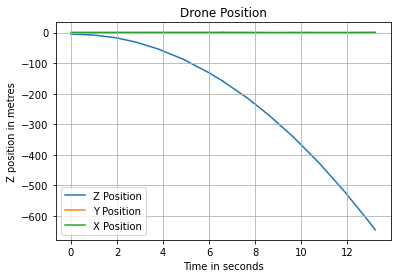 Drone Position
Z position in metres
0
−100
−200
−300
−400
−500
−600
Z Position
Y Position
X Position
0 2 4 6 8 10 12
Time in seconds